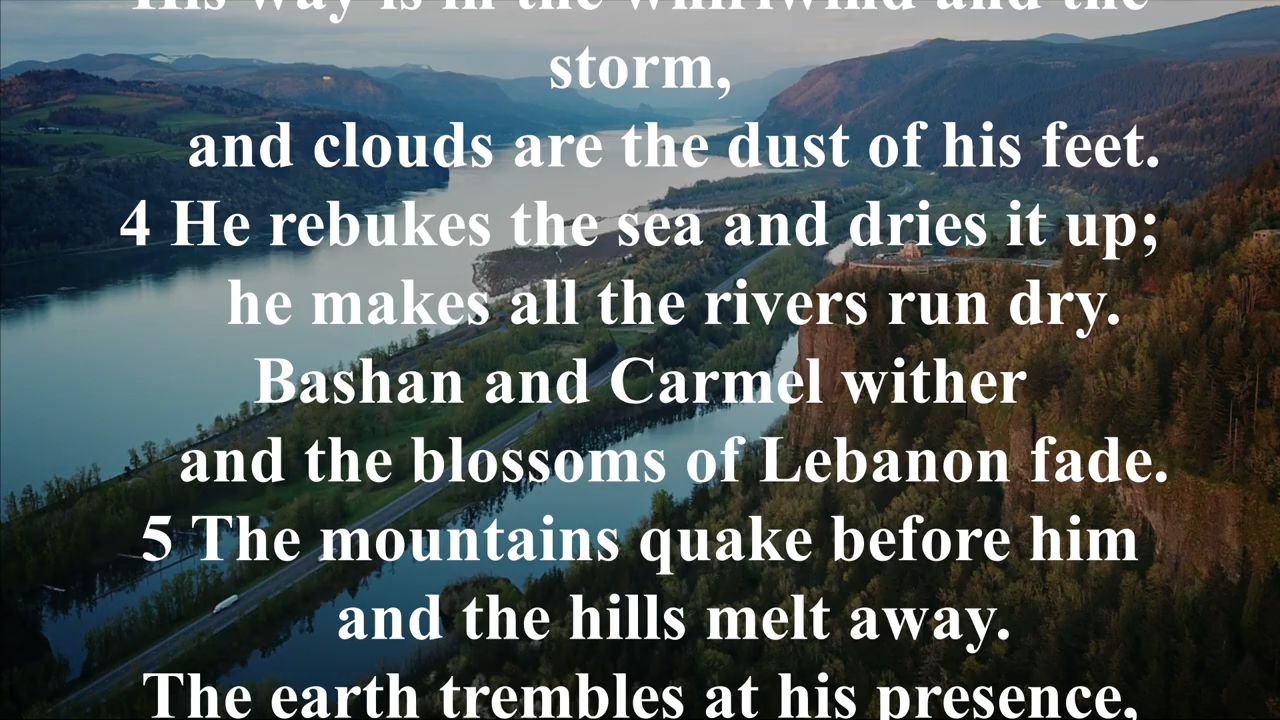 His way is in the whirlwind and the
storm,
and clouds are the dust of his feet.
4 He rebukes the sea and dries it up;
he makes all the rivers run dry.
Bashan and Carmel wither
and the blossoms of Lebanon fade.
5 The mountains quake before him
and the hills melt away.
The earth trembles at his presence,